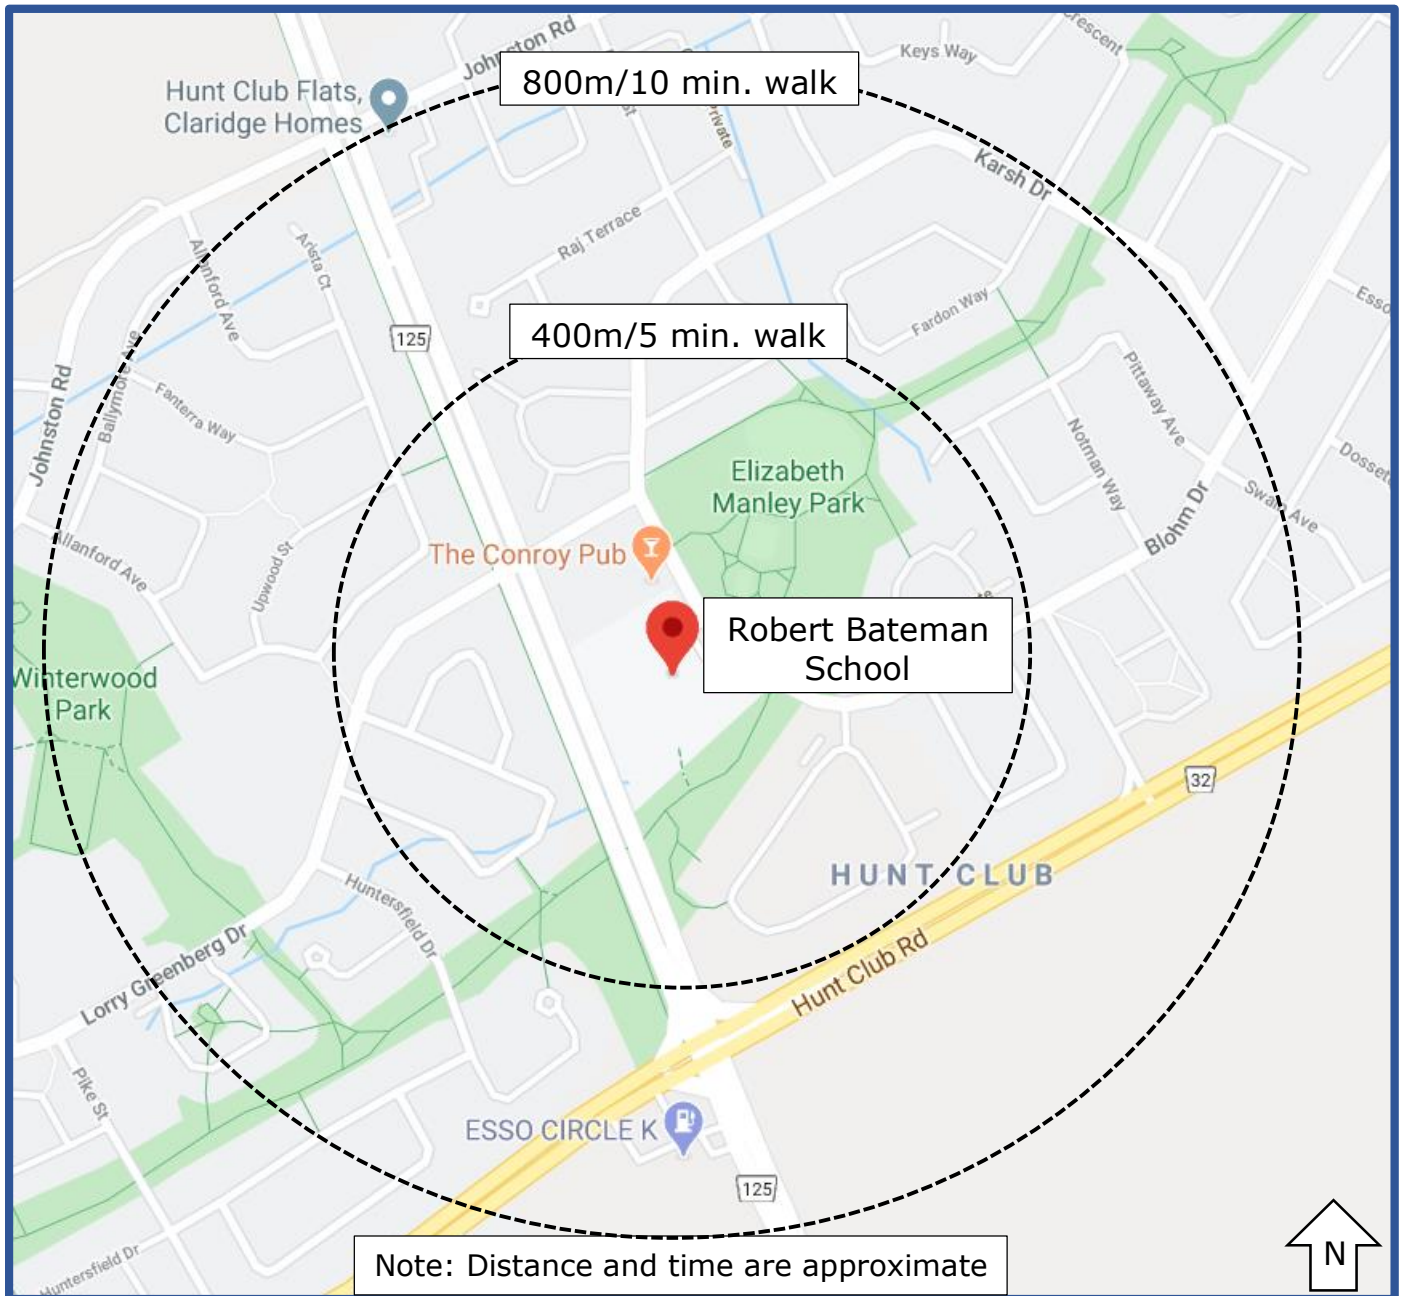 Johnston Rd
Keys Way
Crescent
Hunt Club Flats,
Claridge Homes
800m/10 min. walk
Private
Karsh Dr
Raj Terrace
Allanford Ave
Arista Ct
125
400m/5 min. walk
Fardon Way
Esso
Johnston Rd
Ballymore Ave
Fanterra Way
Pittaway Ave
Notman Way
Elizabeth
Manley Park
Dosset
Swain Ave
Blohm Dr
Allanford Ave
Upwood St
The Conroy Pub
Robert Bateman
School
Winterwood
Park
32
HUNT CLUB
Huntersfield Dr
Lorry Greenberg Dr
Hunt Club Rd
Pike St
ESSO CIRCLE K
125
Huntersfield Dr
Note: Distance and time are approximate
N